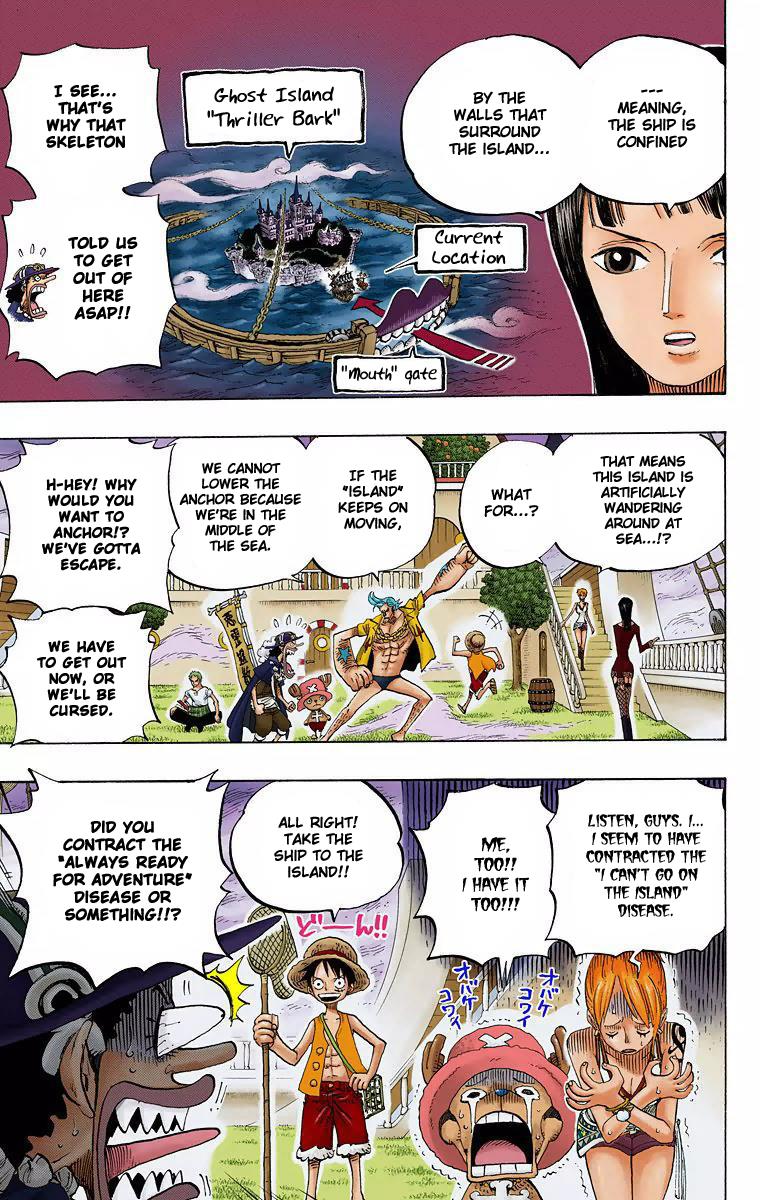 ---
MEANING,
THE SHIP IS
CONFINED
BY THE
WALLS THAT
SURROUND
THE ISLAND...
Ghost Island
"Thriller Bark"
Current
Location
"Mouth" gate
I SEE...
THAT'S
WHY THAT
SKELETON
TOLD US
TO GET
OUT OF
HERE
ASAP!!
THAT MEANS
THIS ISLAND IS
ARTIFICIALLY
WANDERING
AROUND AT
SEA...!?
WHAT
FOR...?
IF THE
"ISLAND"
KEEPS ON
MOVING,
WE CANNOT
LOWER THE
ANCHOR BECAUSE
WE'RE IN THE
MIDDLE OF
THE SEA.
H-HEY! WHY
WOULD YOU
WANT TO
ANCHOR!?
WE'VE GOTTA
ESCAPE.
WE HAVE
TO GET OUT
NOW, OR
WE'LL BE
CURSED.
悪霊退散
LISTEN, GUYS. I...
I SEEM TO HAVE
CONTRACTED THE
"I CAN'T GO ON
THE ISLAND"
DISEASE.
ME,
TOO!!
I HAVE IT
TOO!!!
オバケ
コワイ
オバケ
コワイ
ALL RIGHT!
TAKE THE
SHIP TO THE
ISLAND!!
どーん!!
DID YOU
CONTRACT THE
"ALWAYS READY
FOR ADVENTURE"
DISEASE OR
SOMETHING!!?